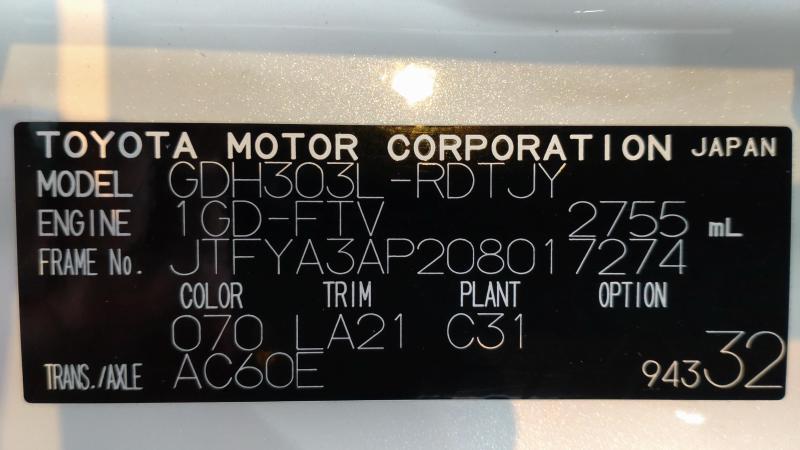 TOYOTA MOTOR CORPORATION JAPAN
MODEL GDH303L-RDTJY
ENGINE 1GD-FTV 2755 mL
FRAME No. JTFYA3AP208017274
COLOR TRIM PLANT OPTION
070 LA21 C31
TRANS./AXLE AC60E 94332